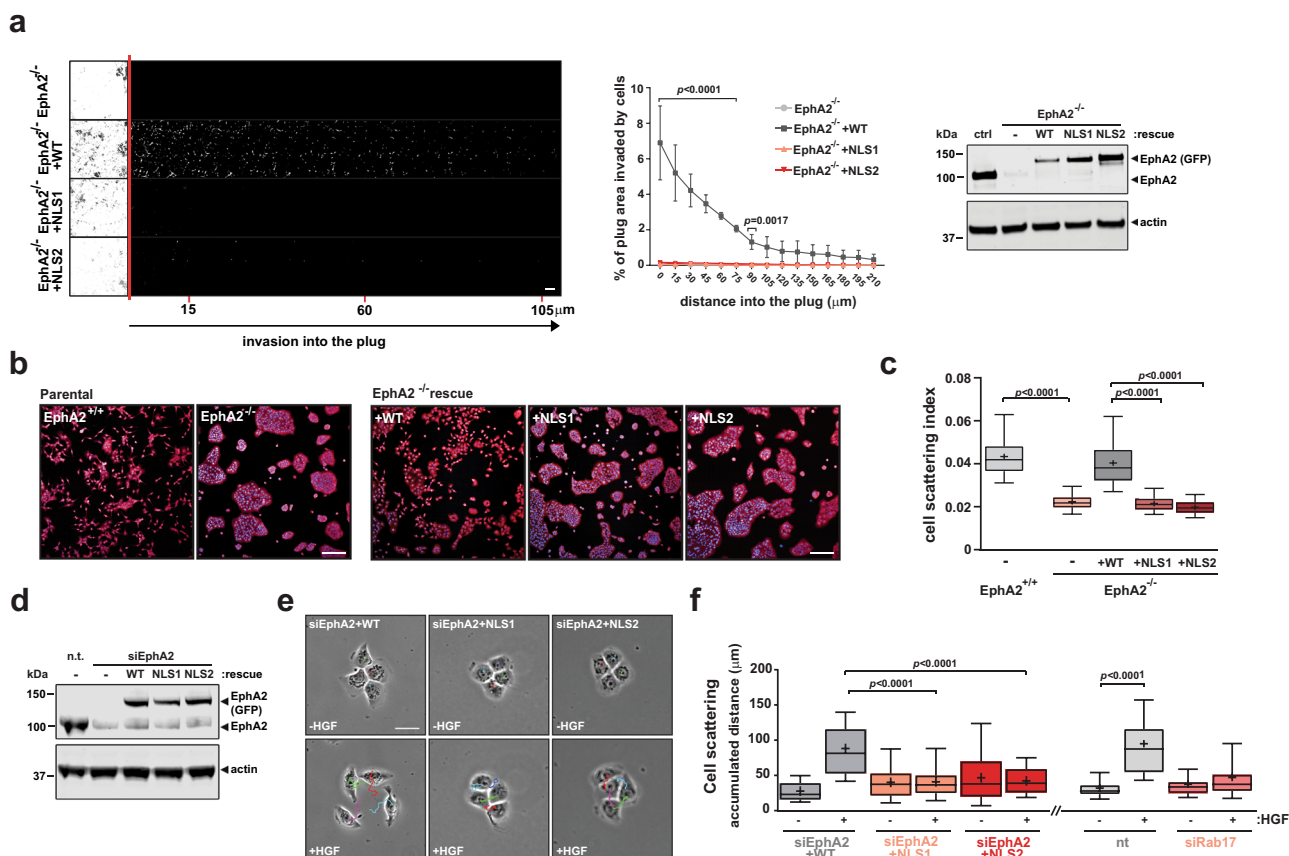 a
EphA2-/-
EphA2-/- +WT
EphA2-/- +NLS1
EphA2-/- +NLS2
15 60 105μm
invasion into the plug
% of plug area invaded by cells
10
8
6
4
2
0
p<0.0001
p=0.0017
EphA2-/-
EphA2-/- +WT
EphA2-/- +NLS1
EphA2-/- +NLS2
0 15 30 45 60 75 90 105 120 135 150 165 180 195 210
distance into the plug (μm)
EphA2-/-
kDa ctrl - WT NLS1 NLS2 :rescue
150
100
37
EphA2 (GFP)
EphA2
actin
b
Parental
EphA2+/+
EphA2-/-
EphA2 -/- rescue
+WT
+NLS1
+NLS2
c
cell scattering index
0.08
0.06
0.04
0.02
0
p<0.0001
p<0.0001
p<0.0001
- - +WT +NLS1 +NLS2
EphA2+/+ EphA2-/-
d
n.t. siEphA2
kDa - - WT NLS1 NLS2 :rescue
150
100
37
EphA2 (GFP)
EphA2
actin
e
siEphA2+WT
-HGF
siEphA2+NLS1
-HGF
siEphA2+NLS2
-HGF
+HGF
+HGF
+HGF
f
Cell scattering
accumulated distance (μm)
200
150
100
50
0
p<0.0001
p<0.0001
p<0.0001
- + - + - + // - + - + :HGF
siEphA2 +WT
siEphA2 +NLS1
siEphA2 +NLS2
nt
siRab17